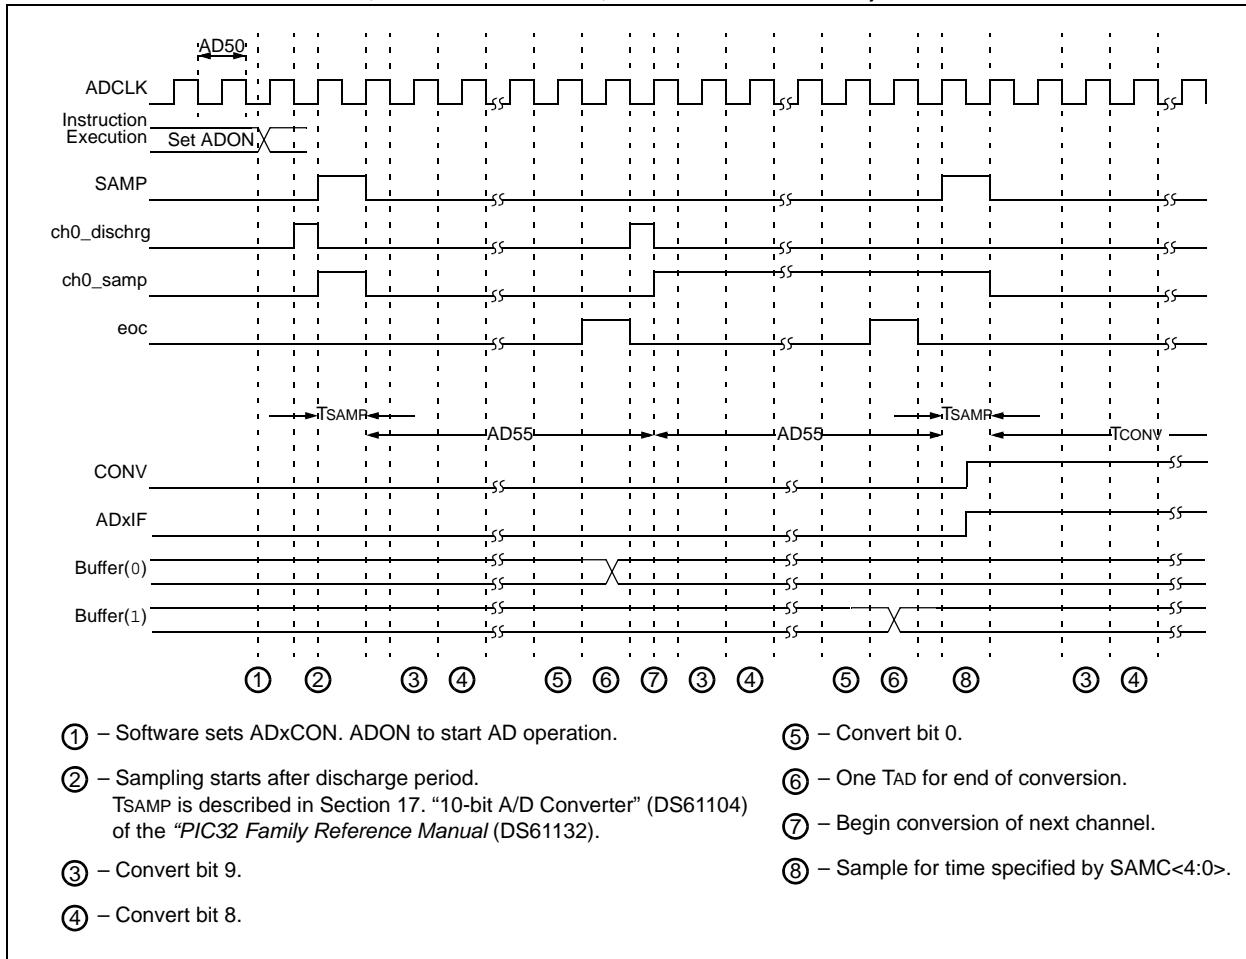 AD50
ADCLK
Instruction
Execution
Set ADON
SAMP
ch0_dischrg
ch0_samp
eoc
TSAMP
TSAMP
AD55
AD55
TCONV
CONV
ADxIF
Buffer(0)
Buffer(1)
1 2 3 4 5 6 7 3 4 5 6 8 3 4
1 – Software sets ADxCON. ADON to start AD operation.
2 – Sampling starts after discharge period.
TSAMP is described in Section 17. “10-bit A/D Converter” (DS61104)
of the “PIC32 Family Reference Manual (DS61132).
3 – Convert bit 9.
4 – Convert bit 8.
5 – Convert bit 0.
6 – One TAD for end of conversion.
7 – Begin conversion of next channel.
8 – Sample for time specified by SAMC<4:0>.